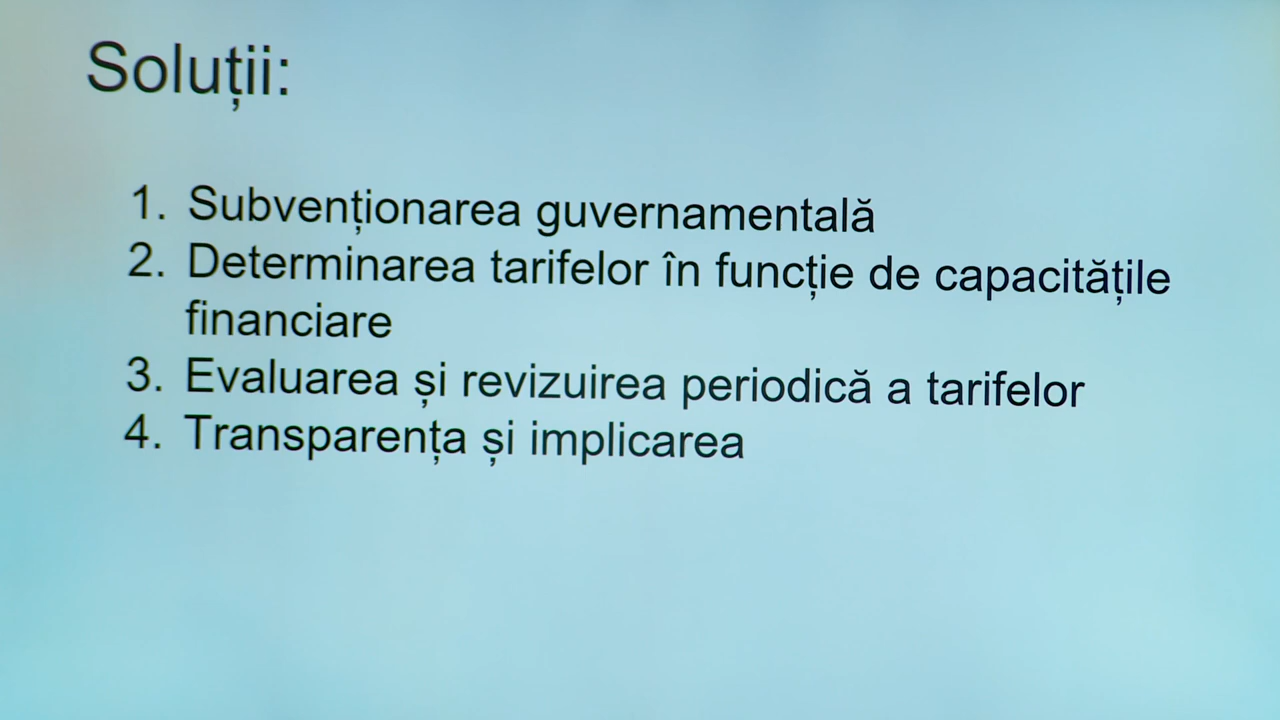 Soluții:
1. Subvenționarea guvernamentală
2. Determinarea tarifelor în funcție de capacitățile
financiare
3. Evaluarea și revizuirea periodică a tarifelor
4. Transparența și implicarea